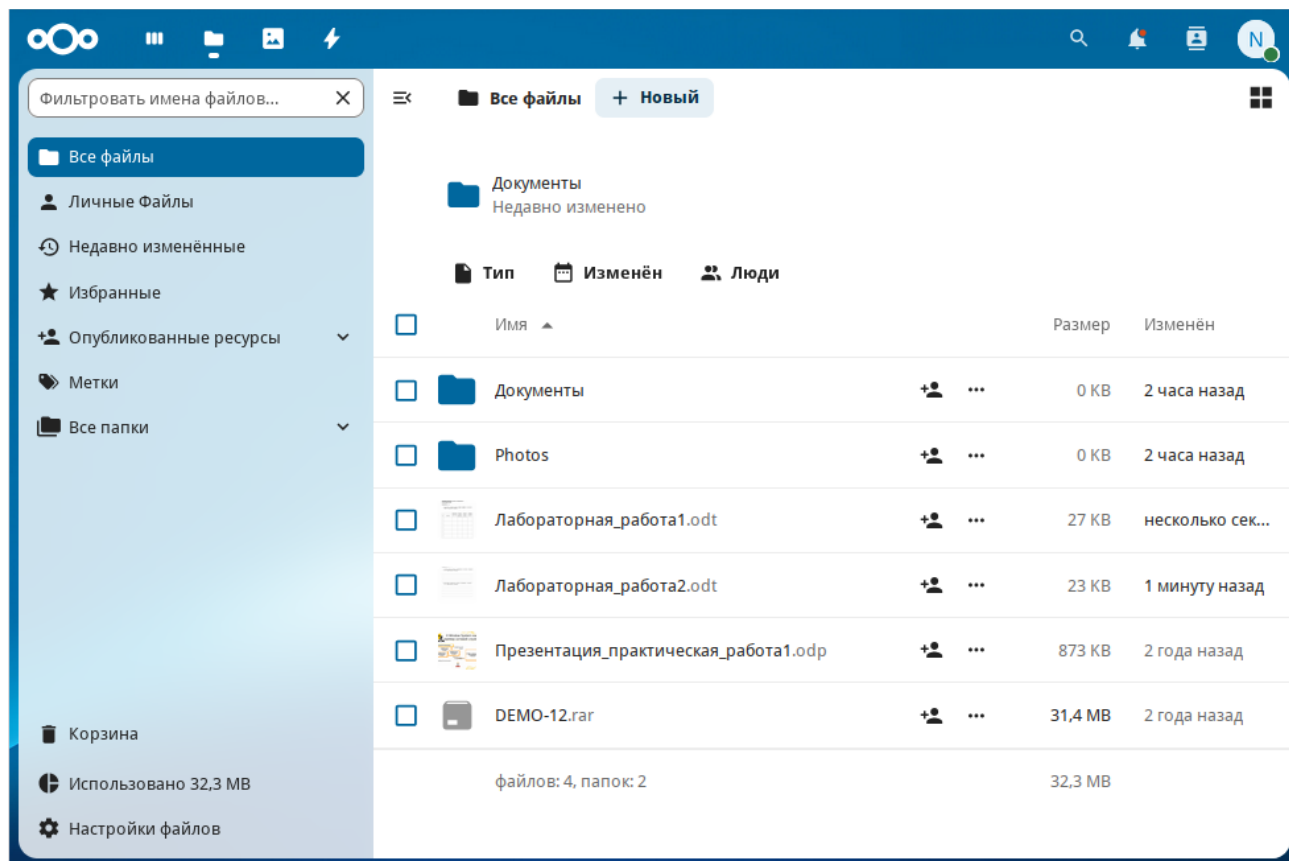 N
Фильтровать имена файлов...
Все файлы
Личные Файлы
Недавно изменённые
Избранные
Опубликованные ресурсы
Метки
Все папки
Корзина
Использовано 32,3 MB
Настройки файлов
Все файлы + Новый
Документы
Недавно изменено
Тип Изменён Люди
Имя Размер Изменён
Документы 0 KB 2 часа назад
Photos 0 KB 2 часа назад
Лабораторная_работа1.odt 27 KB несколько сек...
Лабораторная_работа2.odt 23 KB 1 минуту назад
Презентация_практическая_работа1.odp 873 KB 2 года назад
DEMO-12.rar 31,4 MB 2 года назад
файлов: 4, папок: 2 32,3 MB